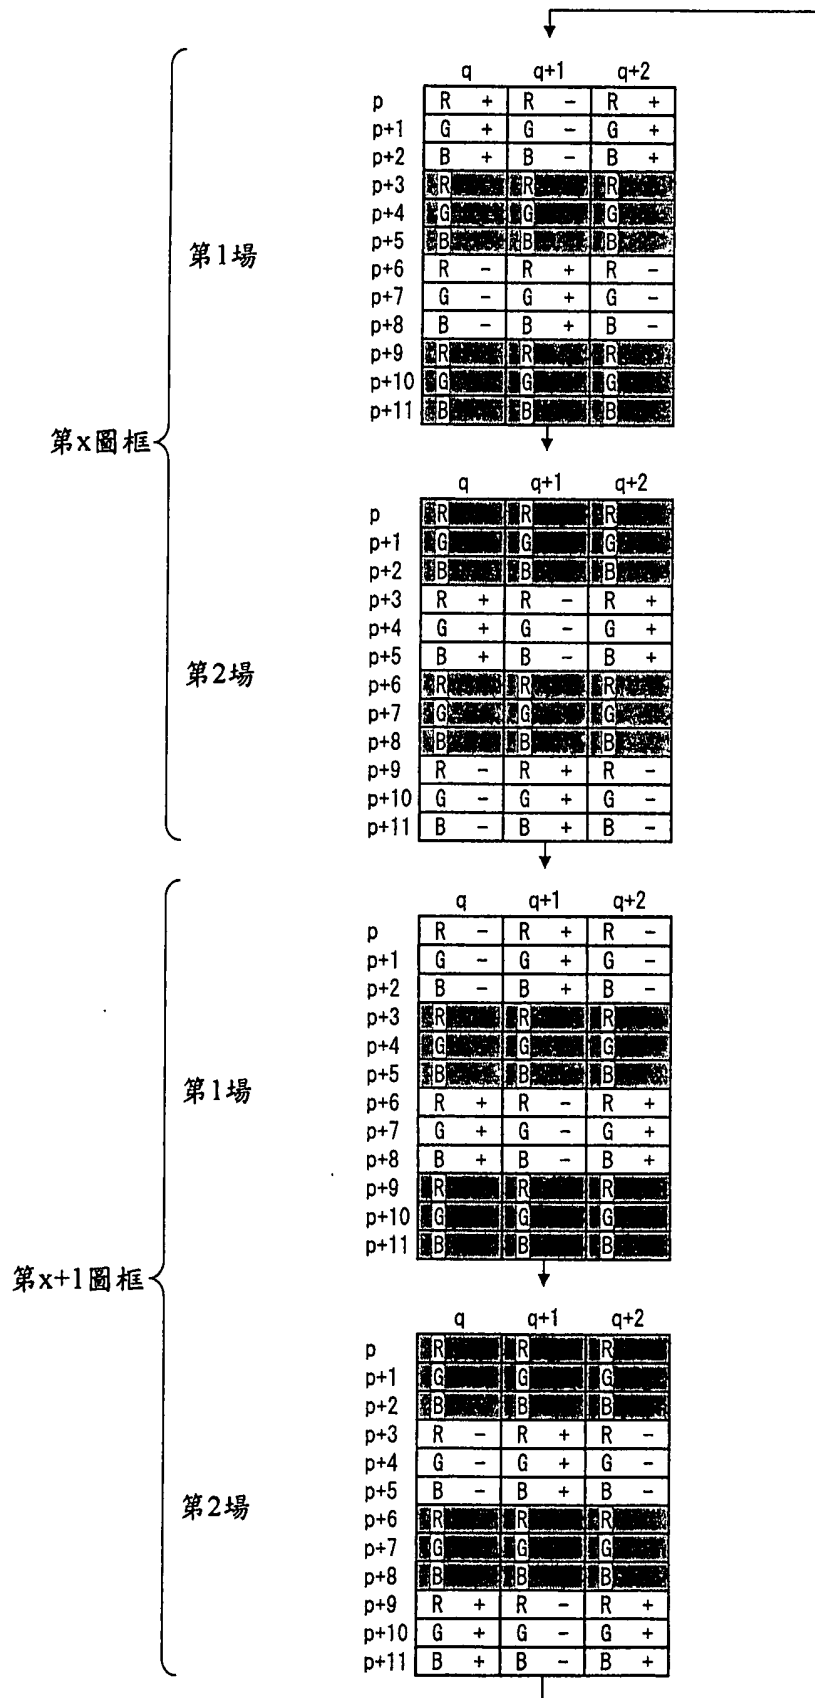 q q+1 q+2
p R + R − R +
p+1 G + G − G +
p+2 B + B − B +
p+3 R R R
p+4 G G G
p+5 B B B
第1場
p+6 R − R + R −
p+7 G − G + G −
p+8 B − B + B −
p+9 R R R
p+10 G G G
p+11 B B B
第x圖框
q q+1 q+2
p R R R
p+1 G G G
p+2 B B B
p+3 R + R − R +
p+4 G + G − G +
p+5 B + B − B +
第2場
p+6 R R R
p+7 G G G
p+8 B B B
p+9 R − R + R −
p+10 G − G + G −
p+11 B − B + B −
q q+1 q+2
p R − R + R −
p+1 G − G + G −
p+2 B − B + B −
p+3 R R R
p+4 G G G
p+5 B B B
第1場
p+6 R + R − R +
p+7 G + G − G +
p+8 B + B − B +
p+9 R R R
p+10 G G G
p+11 B B B
第x+1圖框
q q+1 q+2
p R R R
p+1 G G G
p+2 B B B
p+3 R − R + R −
p+4 G − G + G −
p+5 B − B + B −
第2場
p+6 R R R
p+7 G G G
p+8 B B B
p+9 R + R − R +
p+10 G + G − G +
p+11 B + B − B +